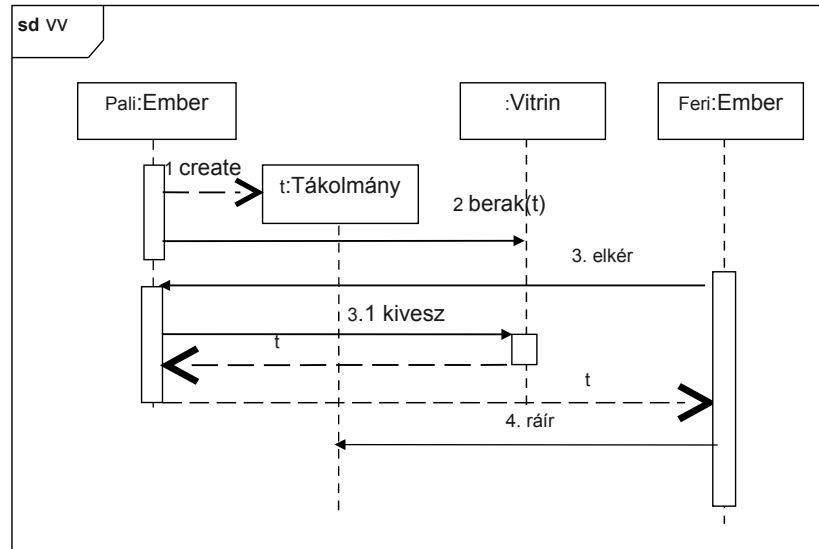 sd vv
Pali:Ember
:Vitrin
Feri:Ember
1 create
t:Tákolmány
2 berak(t)
3. elkér
3.1 kivesz
t
t
4. ráír